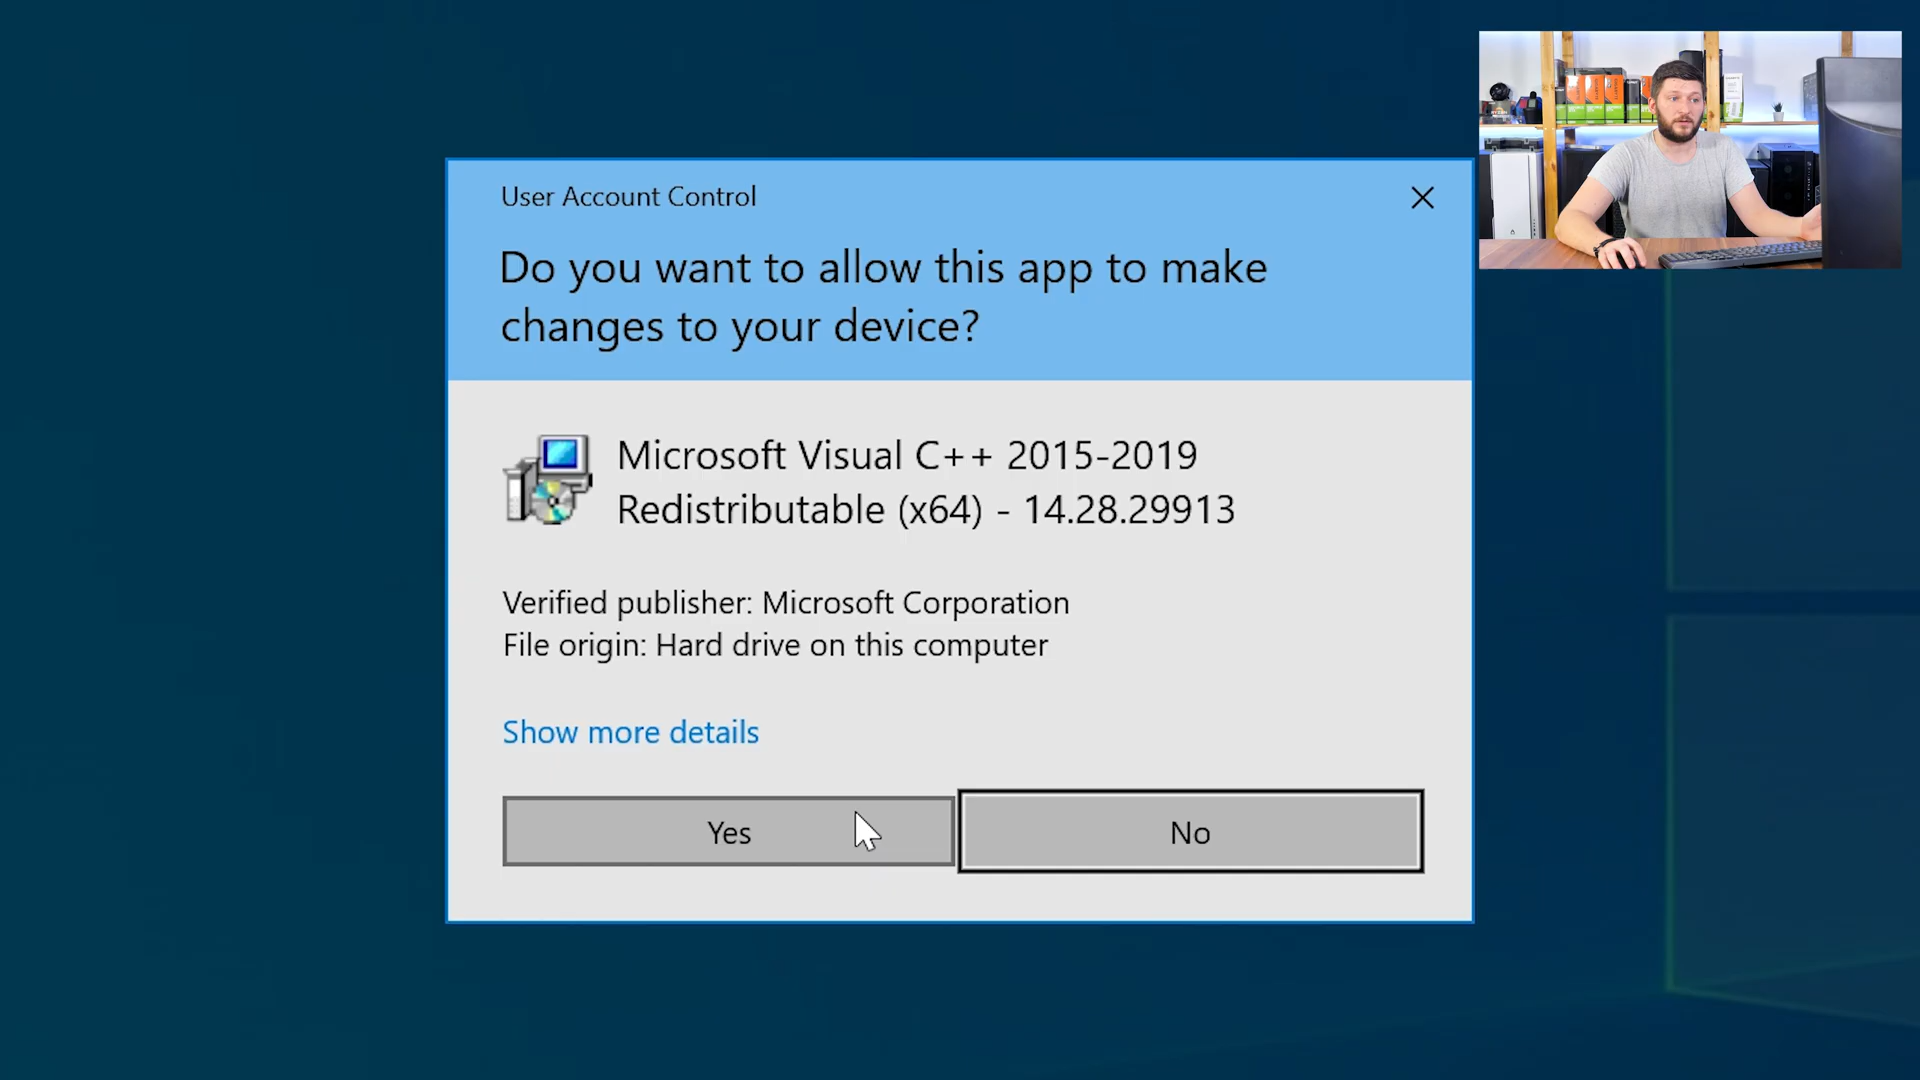 User Account Control
Do you want to allow this app to make
changes to your device?
Microsoft Visual C++ 2015-2019
Redistributable (x64) - 14.28.29913
Verified publisher: Microsoft Corporation
File origin: Hard drive on this computer
Show more details
Yes
No